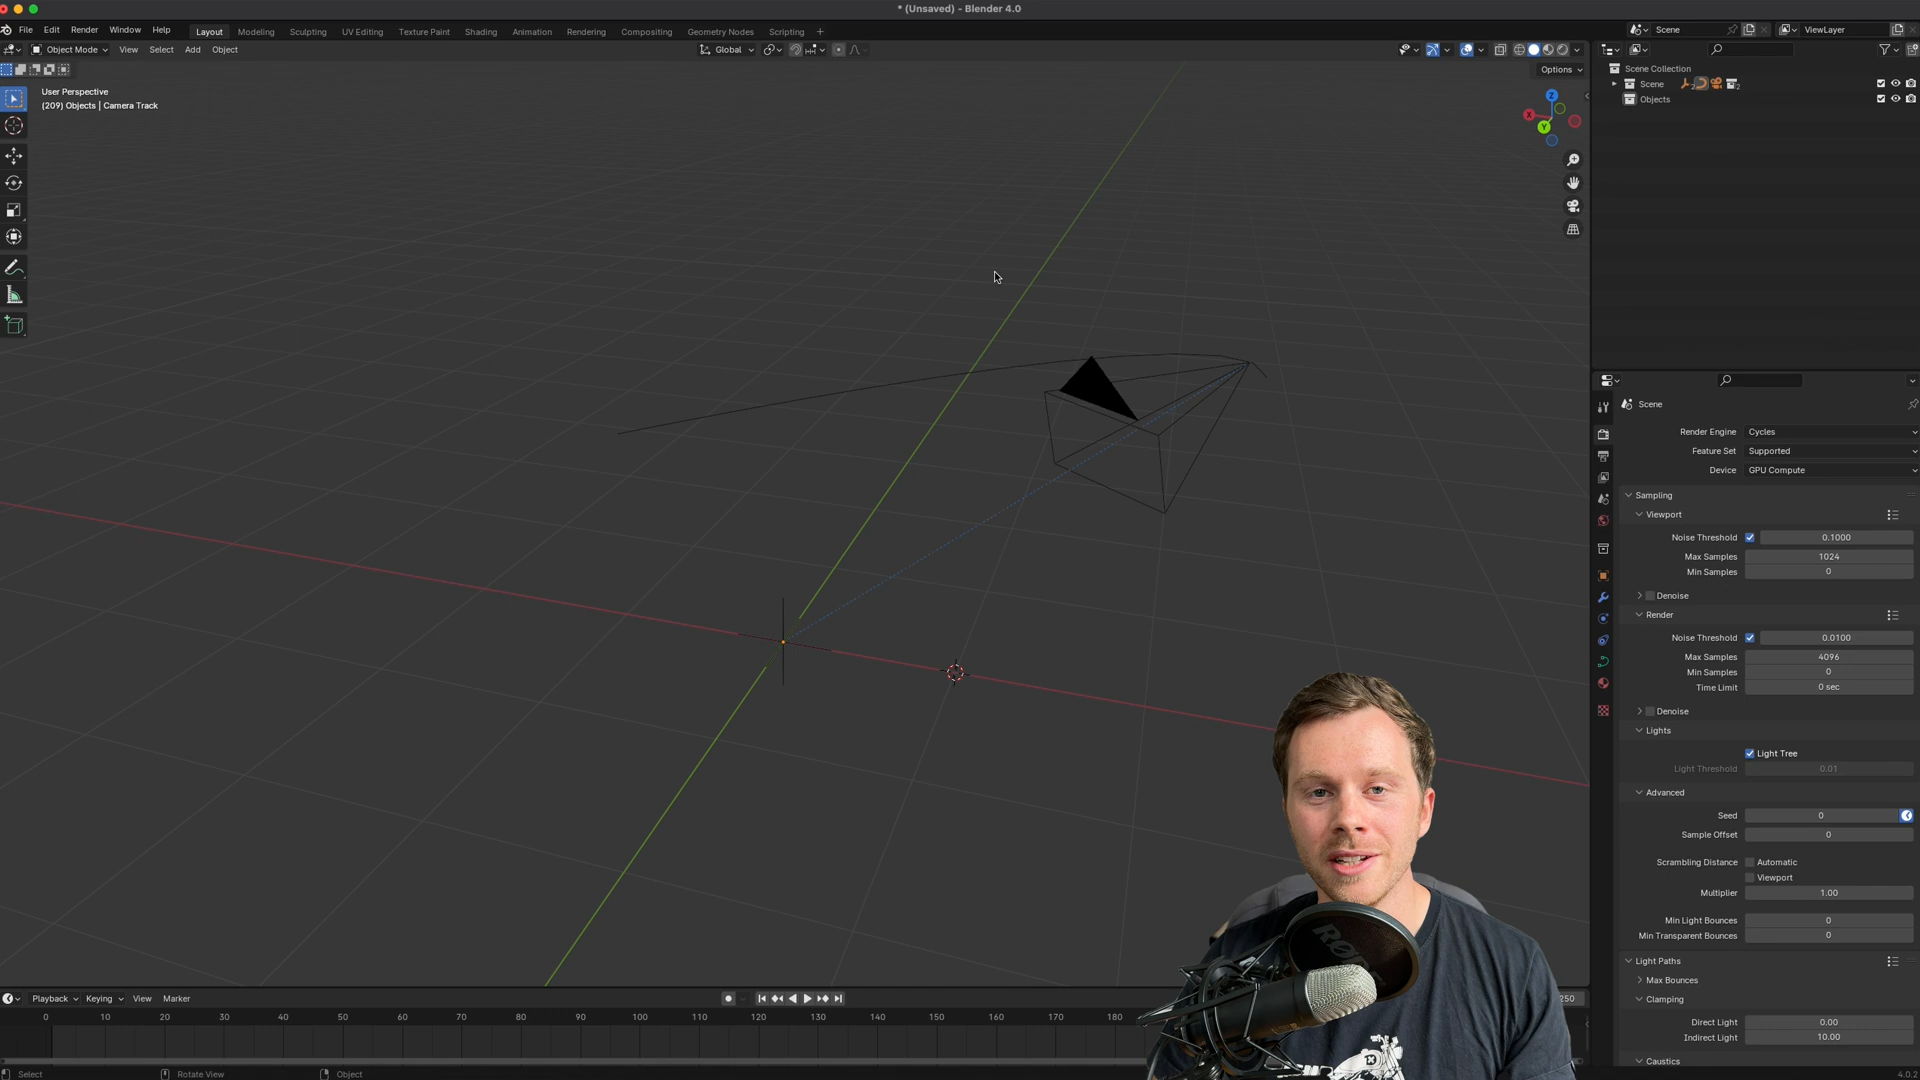 * (Unsaved) - Blender 4.0
File Edit Render Window Help Layout Modeling Sculpting UV Editing Texture Paint Shading Animation Rendering Compositing Geometry Nodes Scripting + Scene ViewLayer
Object Mode View Select Add Object Global
Options
User Perspective
(209) Objects | Camera Track
Z
X
Y
Scene Collection
Scene 2 2
Objects
Scene
Render Engine Cycles
Feature Set Supported
Device GPU Compute
Sampling
Viewport
Noise Threshold 0.1000
Max Samples 1024
Min Samples 0
Denoise
Render
Noise Threshold 0.0100
Max Samples 4096
Min Samples 0
Time Limit 0 sec
Denoise
Lights
Light Tree
Light Threshold 0.01
Advanced
Seed 0
Sample Offset 0
Scrambling Distance Automatic
Viewport
Multiplier 1.00
Min Light Bounces 0
Min Transparent Bounces 0
Light Paths
Max Bounces
Clamping
Direct Light 0.00
Indirect Light 10.00
Caustics
Playback Keying View Marker 250
0 10 20 30 40 50 60 70 80 90 100 110 120 130 140 150 160 170 180
Select Rotate View Object 4.0.2